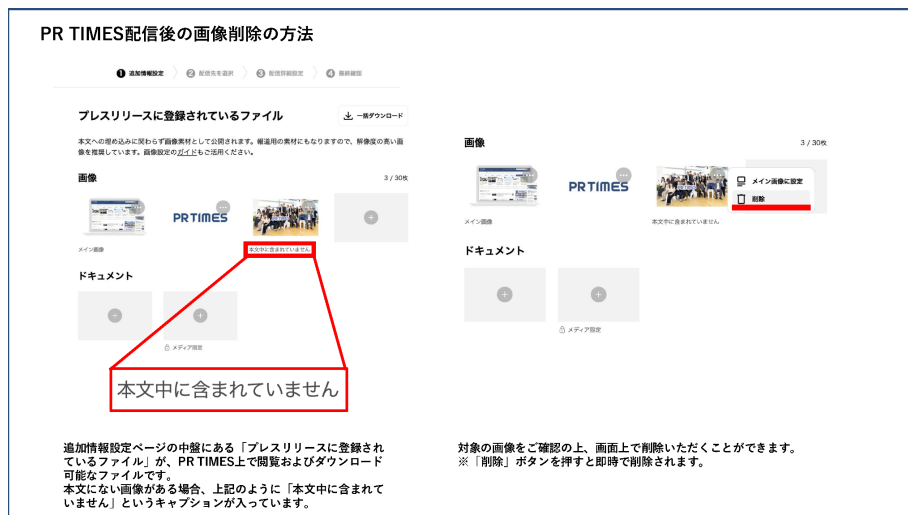 PR TIMES配信後の画像削除の方法
1 追加情報設定 2 配信先を選択 3 配信詳細設定 4 最終確認
プレスリリースに登録されているファイル
一括ダウンロード
本文への埋め込みに関わらず画像素材として公開されます。報道用の素材にもなりますので、解像度の高い画
像を推奨しています。画像設定のガイドもご活用ください。
画像
3 / 30枚
PR TIMES
メイン画像
本文中に含まれていません
ドキュメント
メディア限定
本文中に含まれていません
追加情報設定ページの中盤にある「プレスリリースに登録され
ているファイル」が、PR TIMES上で閲覧およびダウンロード
可能なファイルです。
本文にない画像がある場合、上記のように「本文中に含まれて
いません」というキャプションが入っています。
画像
3 / 30枚
PR TIMES
メイン画像に設定
削除
メイン画像
本文中に含まれていません
ドキュメント
メディア限定
対象の画像をご確認の上、画面上で削除いただくことができます。
※「削除」ボタンを押すと即時で削除されます。